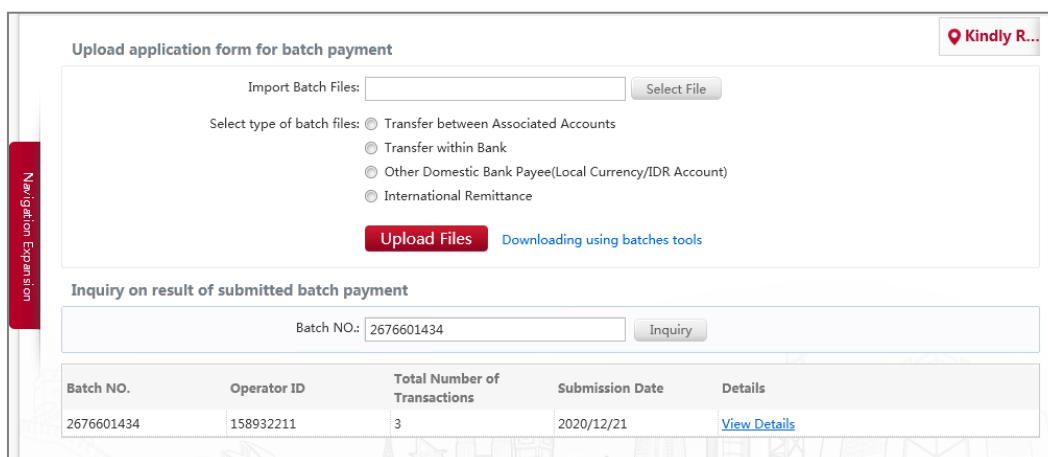 Kindly R...
Upload application form for batch payment
Import Batch Files: Select File
Select type of batch files: Transfer between Associated Accounts
Transfer within Bank
Other Domestic Bank Payee(Local Currency/IDR Account)
International Remittance
Upload Files Downloading using batches tools
Navigation Expansion
Inquiry on result of submitted batch payment
Batch NO.: 2676601434 Inquiry
Batch NO. Operator ID Total Number of Transactions Submission Date Details
2676601434 158932211 3 2020/12/21 View Details